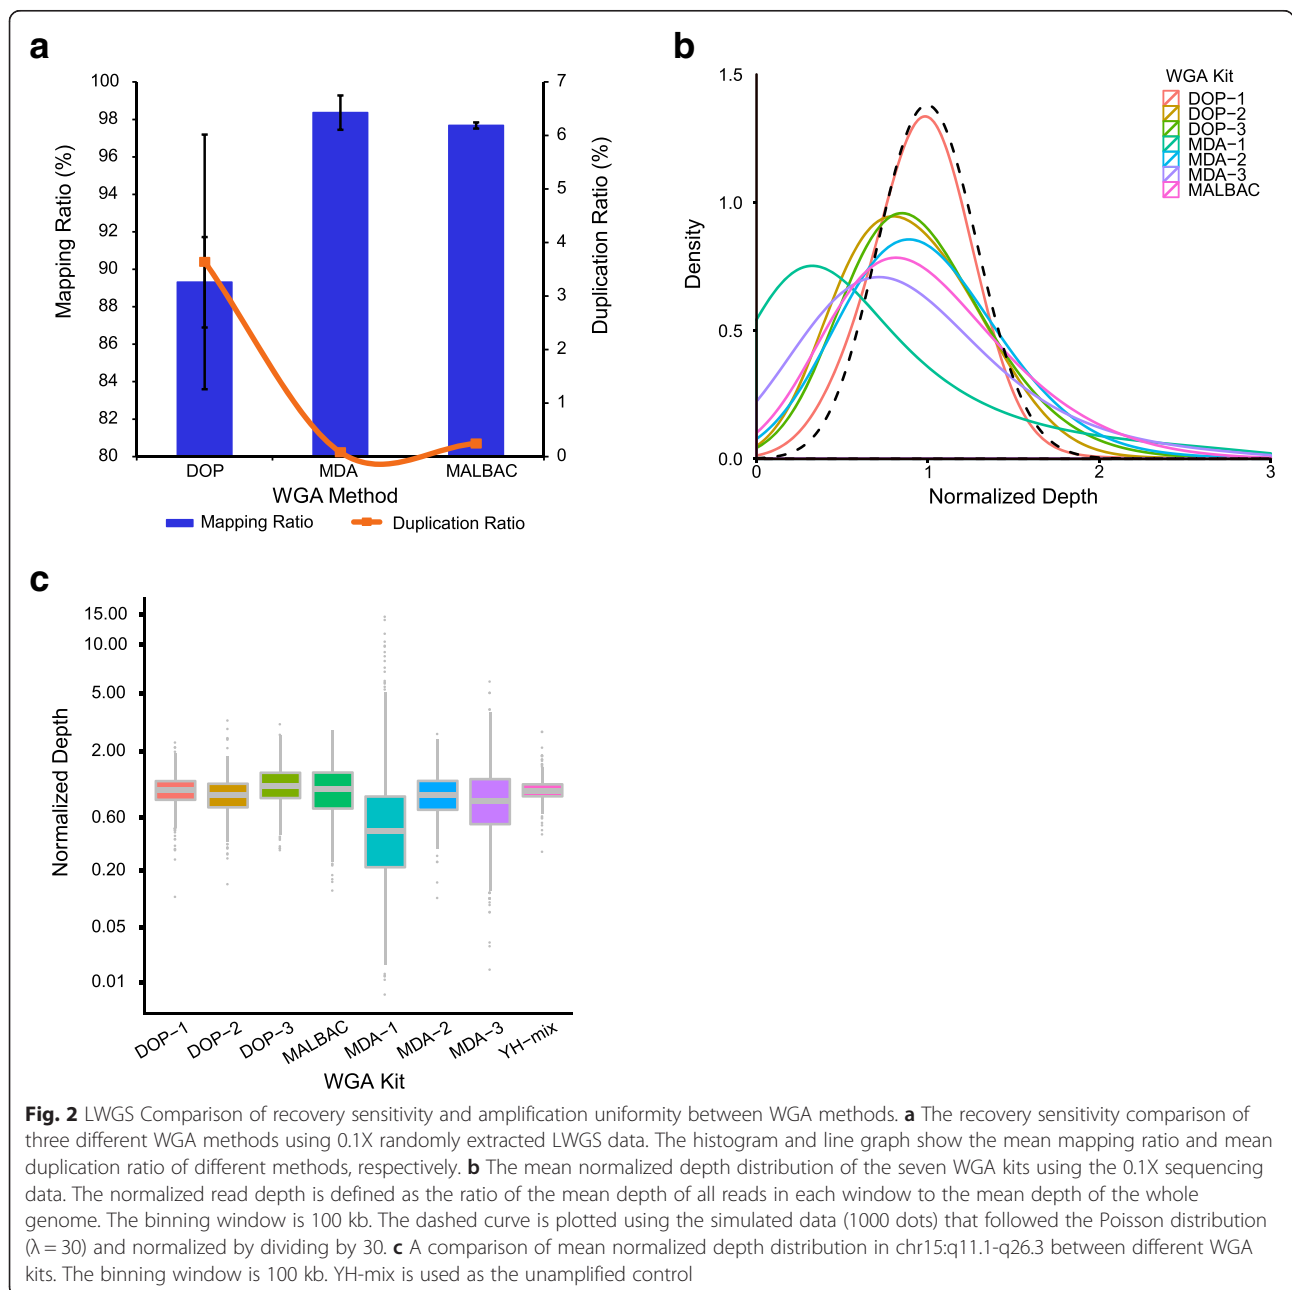 a
100
98
96
94
92
90
88
86
84
82
80
Mapping Ratio (%)
7
6
5
4
3
2
1
0
Duplication Ratio (%)
DOP MDA MALBAC
WGA Method
Mapping Ratio Duplication Ratio
b
1.5
1.0
0.5
0.0
Density
0 1 2 3
Normalized Depth
WGA Kit
DOP−1
DOP−2
DOP−3
MDA−1
MDA−2
MDA−3
MALBAC
c
15.00
10.00
5.00
2.00
0.60
0.20
0.05
0.01
Normalized Depth
DOP−1 DOP−2 DOP−3 MALBAC MDA−1 MDA−2 MDA−3 YH−mix
WGA Kit
Fig. 2 LWGS Comparison of recovery sensitivity and amplification uniformity between WGA methods. a The recovery sensitivity comparison of
three different WGA methods using 0.1X randomly extracted LWGS data. The histogram and line graph show the mean mapping ratio and mean
duplication ratio of different methods, respectively. b The mean normalized depth distribution of the seven WGA kits using the 0.1X sequencing
data. The normalized read depth is defined as the ratio of the mean depth of all reads in each window to the mean depth of the whole
genome. The binning window is 100 kb. The dashed curve is plotted using the simulated data (1000 dots) that followed the Poisson distribution
(λ = 30) and normalized by dividing by 30. c A comparison of mean normalized depth distribution in chr15:q11.1-q26.3 between different WGA
kits. The binning window is 100 kb. YH-mix is used as the unamplified control